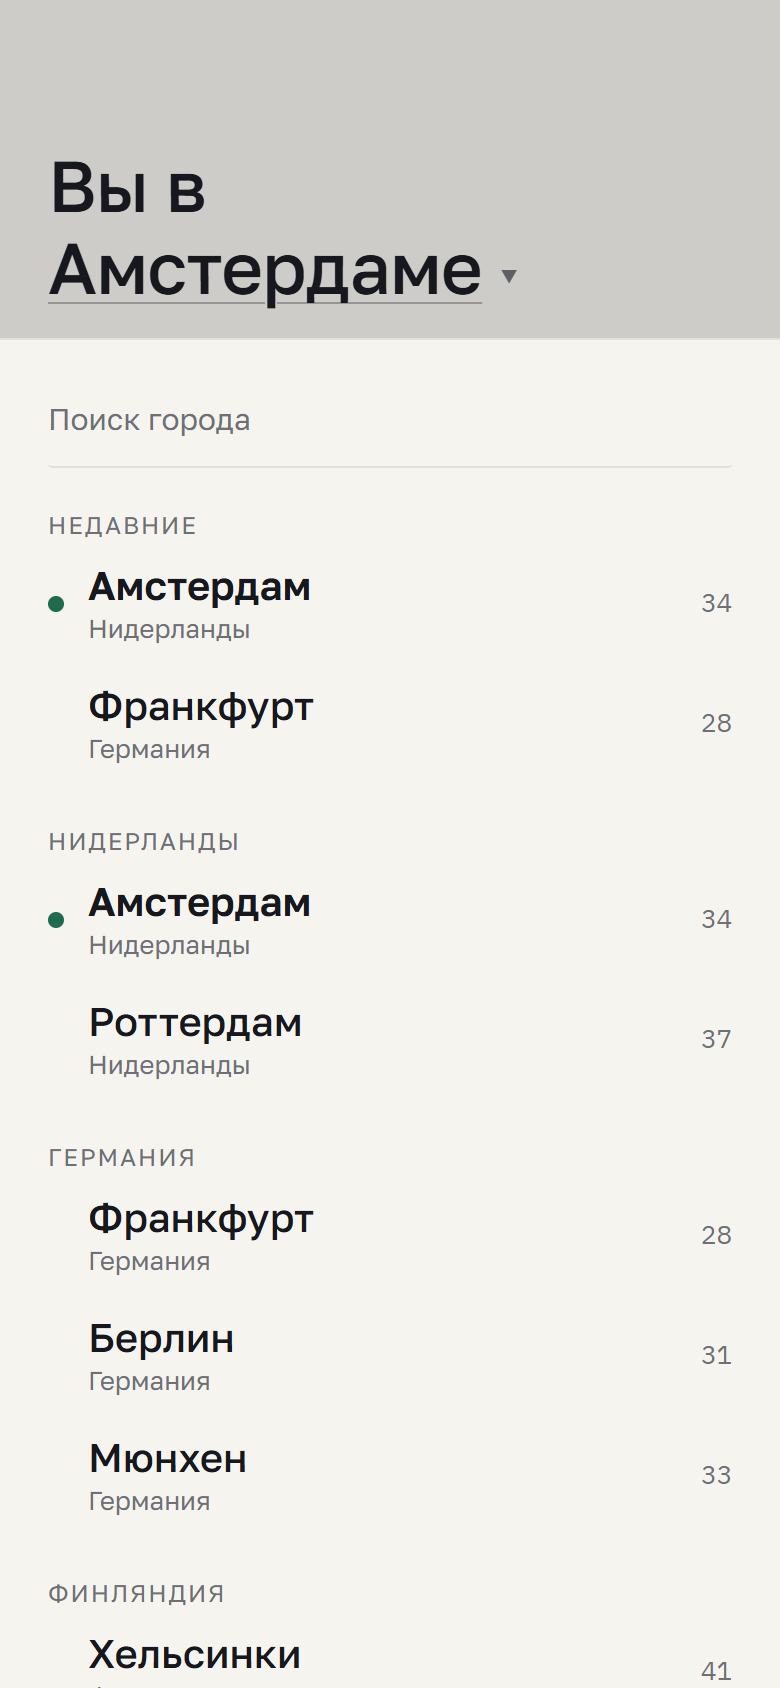 Вы в
Амстердаме ▼
Поиск города
НЕДАВНИЕ
Амстердам
34
Нидерланды
Франкфурт
28
Германия
НИДЕРЛАНДЫ
Амстердам
34
Нидерланды
Роттердам
37
Нидерланды
ГЕРМАНИЯ
Франкфурт
28
Германия
Берлин
31
Германия
Мюнхен
33
Германия
ФИНЛЯНДИЯ
Хельсинки
41